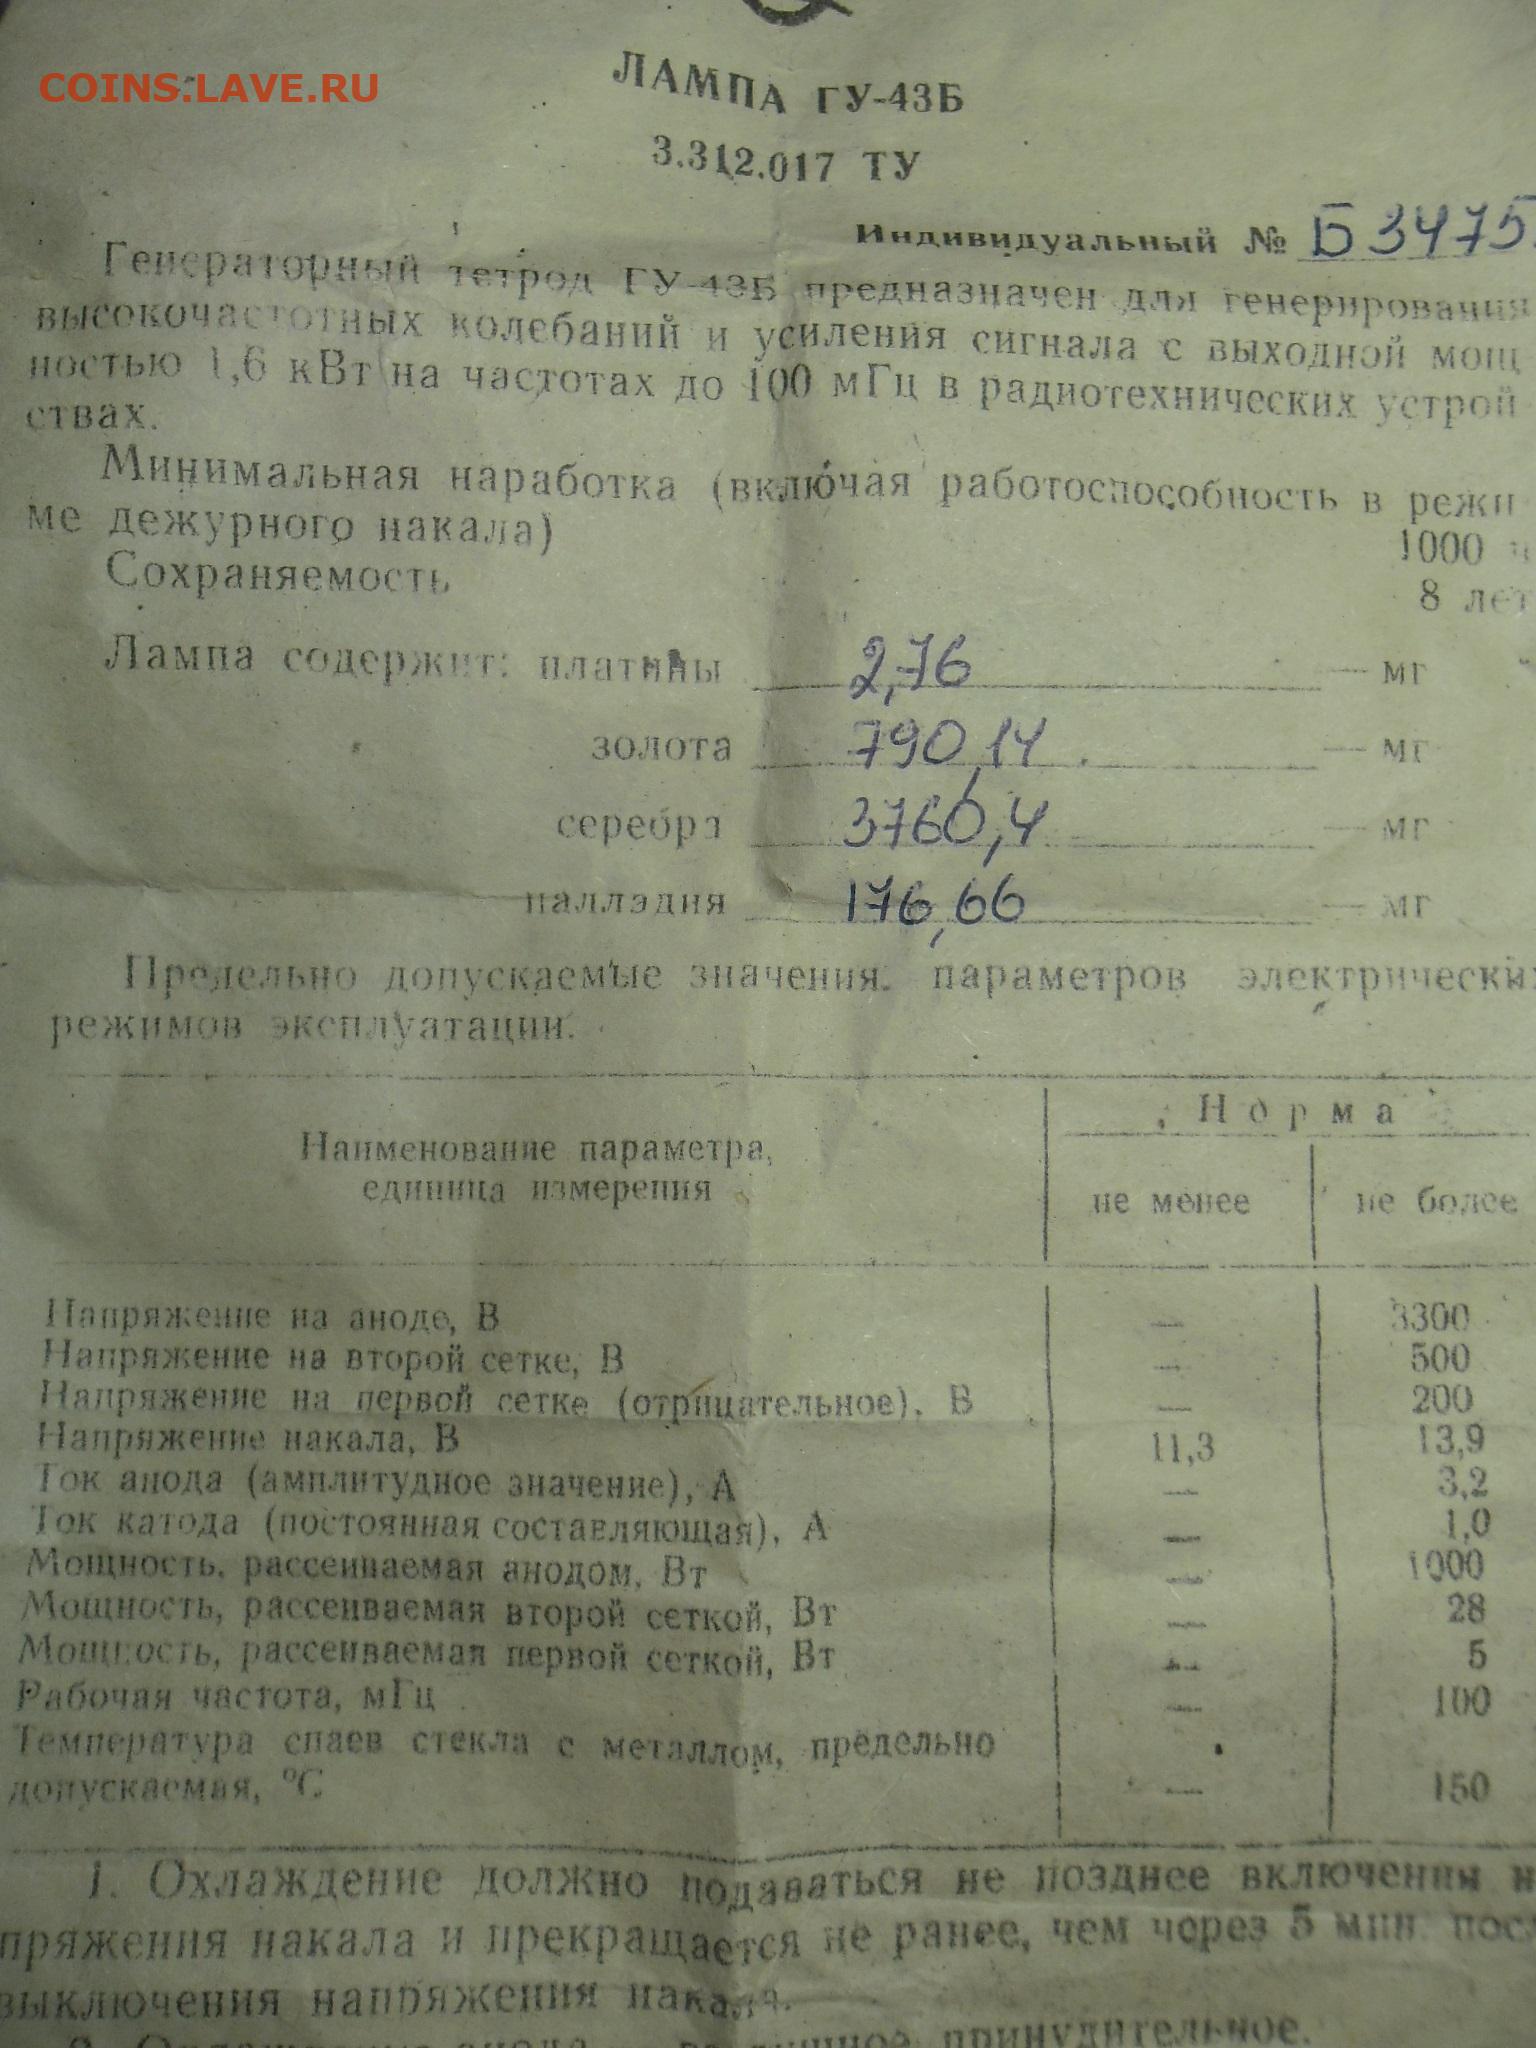 COINS.LAVE.RU
ЛАМПА ГУ-43Б
3.312.017 ТУ
Индивидуальный № Б 3475
Генераторный тетрод ГУ-43Б предназначен для генерирования
высокочастотных колебаний и усиления сигнала с выходной мощ
ностью 1,6 кВт на частотах до 100 мГц в радиотехнических устрой
ствах.
Минимальная наработка (включая работоспособность в режи
ме дежурного накала) 1000 ч
Сохраняемость 8 лет
Лампа содержит: платины 2,76 — мг
золота 790,14 — мг
серебра 3760,4 — мг
палладия 176,66 — мг
Предельно допускаемые значения параметров электрических
режимов эксплуатации.
Наименование параметра, Норма
единица измерения не менее не более
Напряжение на аноде, В — 3300
Напряжение на второй сетке, В — 500
Напряжение на первой сетке (отрицательное), В — 200
Напряжение накала, В 11,3 13,9
Ток анода (амплитудное значение), А — 3,2
Ток катода (постоянная составляющая), А — 1,0
Мощность, рассеиваемая анодом, Вт — 1000
Мощность, рассеиваемая второй сеткой, Вт — 28
Мощность, рассеиваемая первой сеткой, Вт — 5
Рабочая частота, мГц — 100
Температура спаев стекла с металлом, предельно
допускаемая, °С — 150
1. Охлаждение должно подаваться не позднее включения н
пряжения накала и прекращается не ранее, чем через 5 мин. пос
выключения напряжения накала.
принудительное.